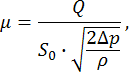 μ = Q / (S₀ · √(2Δp / ρ)),